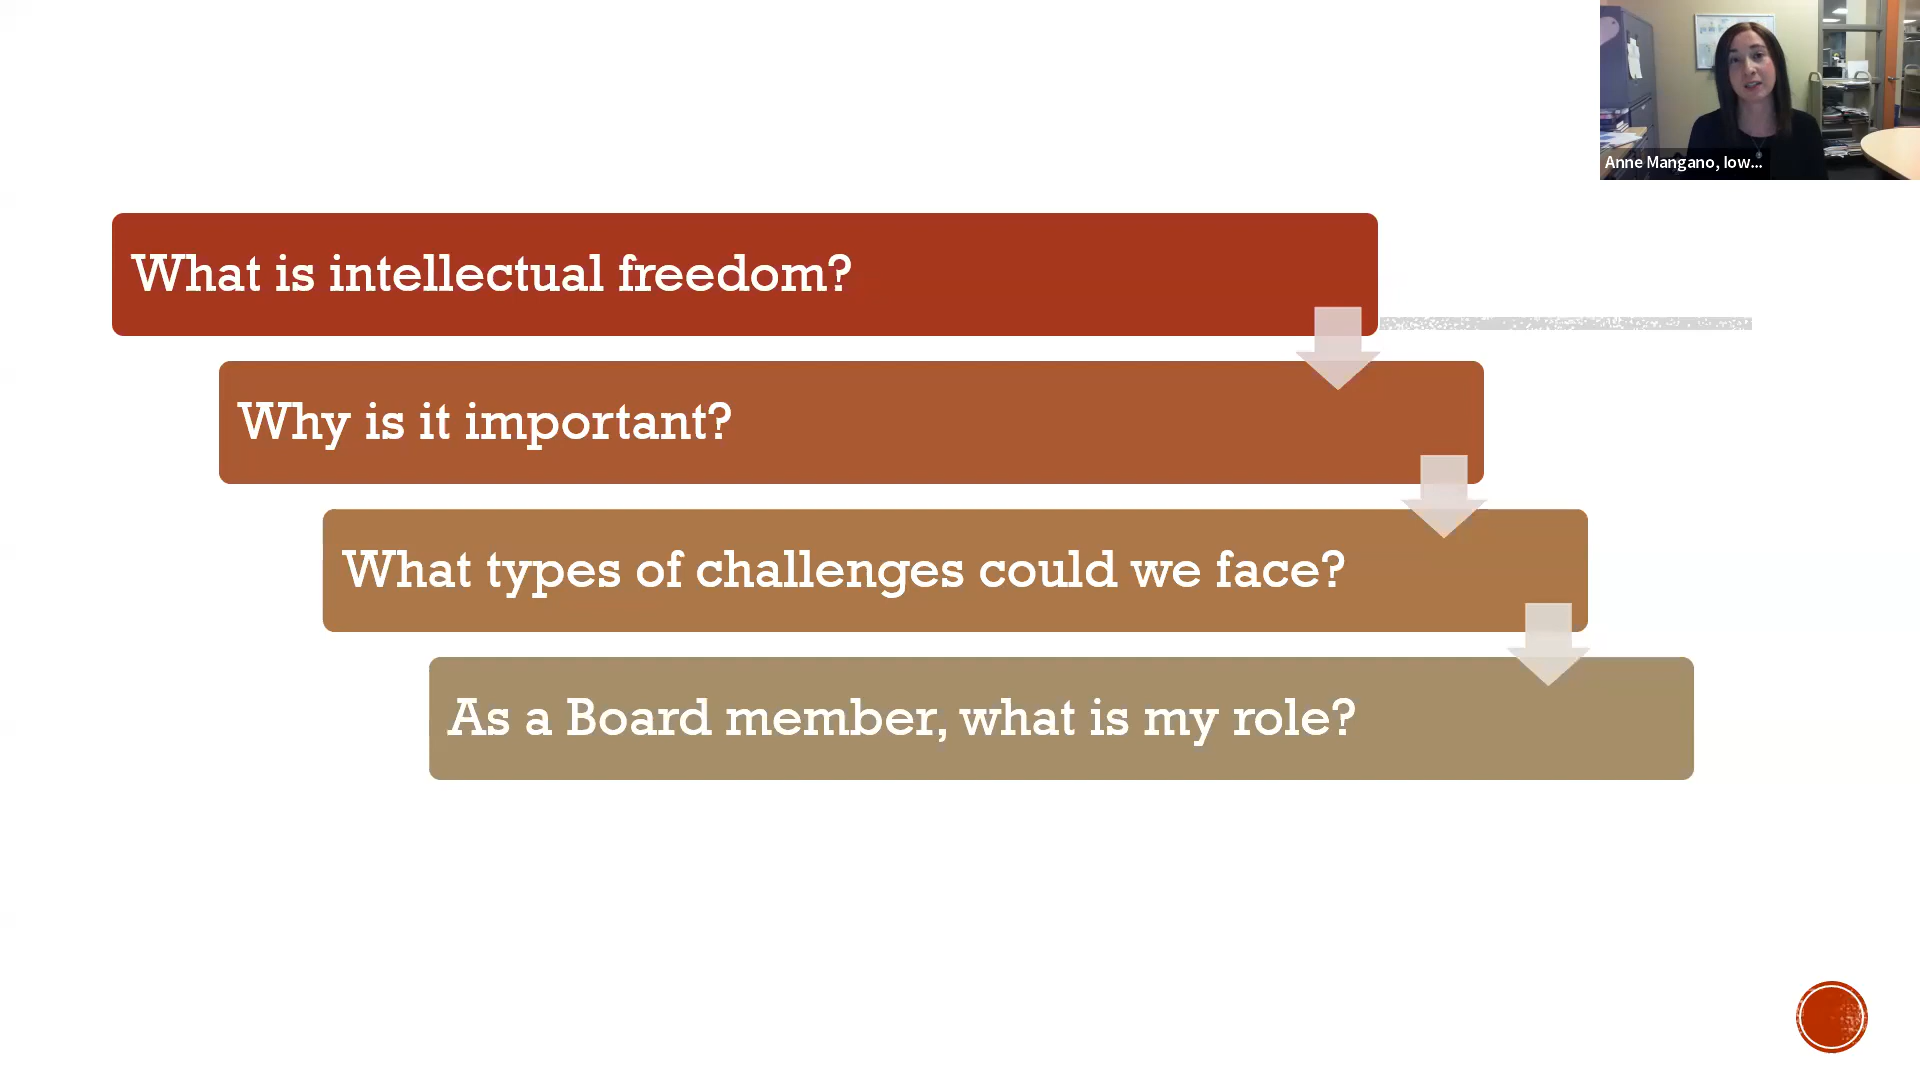 Anne Mangano, Iow...
What is intellectual freedom?
Why is it important?
What types of challenges could we face?
As a Board member, what is my role?